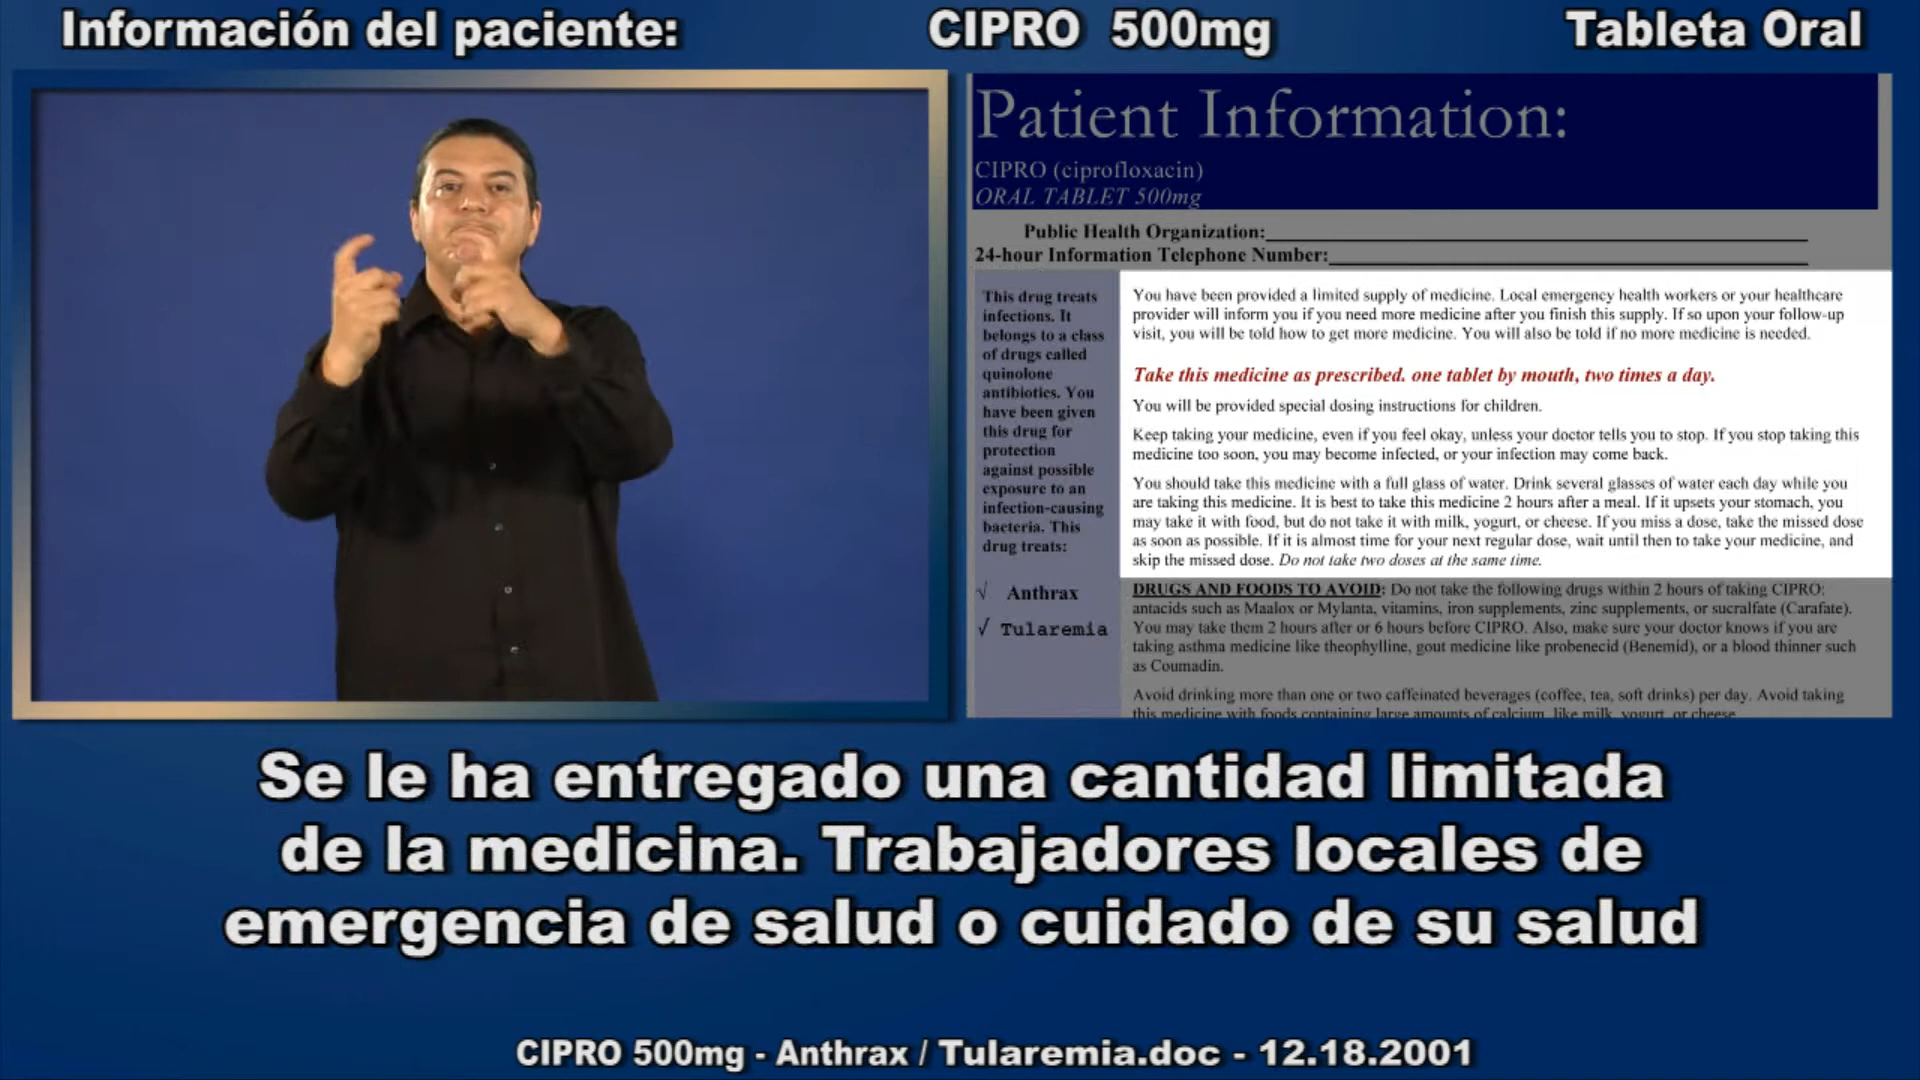 Información del paciente: CIPRO 500mg Tableta Oral
Patient Information:
CIPRO (ciprofloxacin)
ORAL TABLET 500mg
Public Health Organization:
24-hour Information Telephone Number:
This drug treats
infections. It
belongs to a class
of drugs called
quinolone
antibiotics. You
have been given
this drug for
protection
against possible
exposure to an
infection-causing
bacteria. This
drug treats:
√ Anthrax
√ Tularemia
You have been provided a limited supply of medicine. Local emergency health workers or your healthcare
provider will inform you if you need more medicine after you finish this supply. If so upon your follow-up
visit, you will be told how to get more medicine. You will also be told if no more medicine is needed.
Take this medicine as prescribed. one tablet by mouth, two times a day.
You will be provided special dosing instructions for children.
Keep taking your medicine, even if you feel okay, unless your doctor tells you to stop. If you stop taking this
medicine too soon, you may become infected, or your infection may come back.
You should take this medicine with a full glass of water. Drink several glasses of water each day while you
are taking this medicine. It is best to take this medicine 2 hours after a meal. If it upsets your stomach, you
may take it with food, but do not take it with milk, yogurt, or cheese. If you miss a dose, take the missed dose
as soon as possible. If it is almost time for your next regular dose, wait until then to take your medicine, and
skip the missed dose. Do not take two doses at the same time.
DRUGS AND FOODS TO AVOID: Do not take the following drugs within 2 hours of taking CIPRO:
antacids such as Maalox or Mylanta, vitamins, iron supplements, zinc supplements, or sucralfate (Carafate).
You may take them 2 hours after or 6 hours before CIPRO. Also, make sure your doctor knows if you are
taking asthma medicine like theophylline, gout medicine like probenecid (Benemid), or a blood thinner such
as Coumadin.
Avoid drinking more than one or two caffeinated beverages (coffee, tea, soft drinks) per day. Avoid taking
this medicine with foods containing large amounts of calcium, like milk, yogurt, or cheese
Se le ha entregado una cantidad limitada
de la medicina. Trabajadores locales de
emergencia de salud o cuidado de su salud
CIPRO 500mg - Anthrax / Tularemia.doc - 12.18.2001